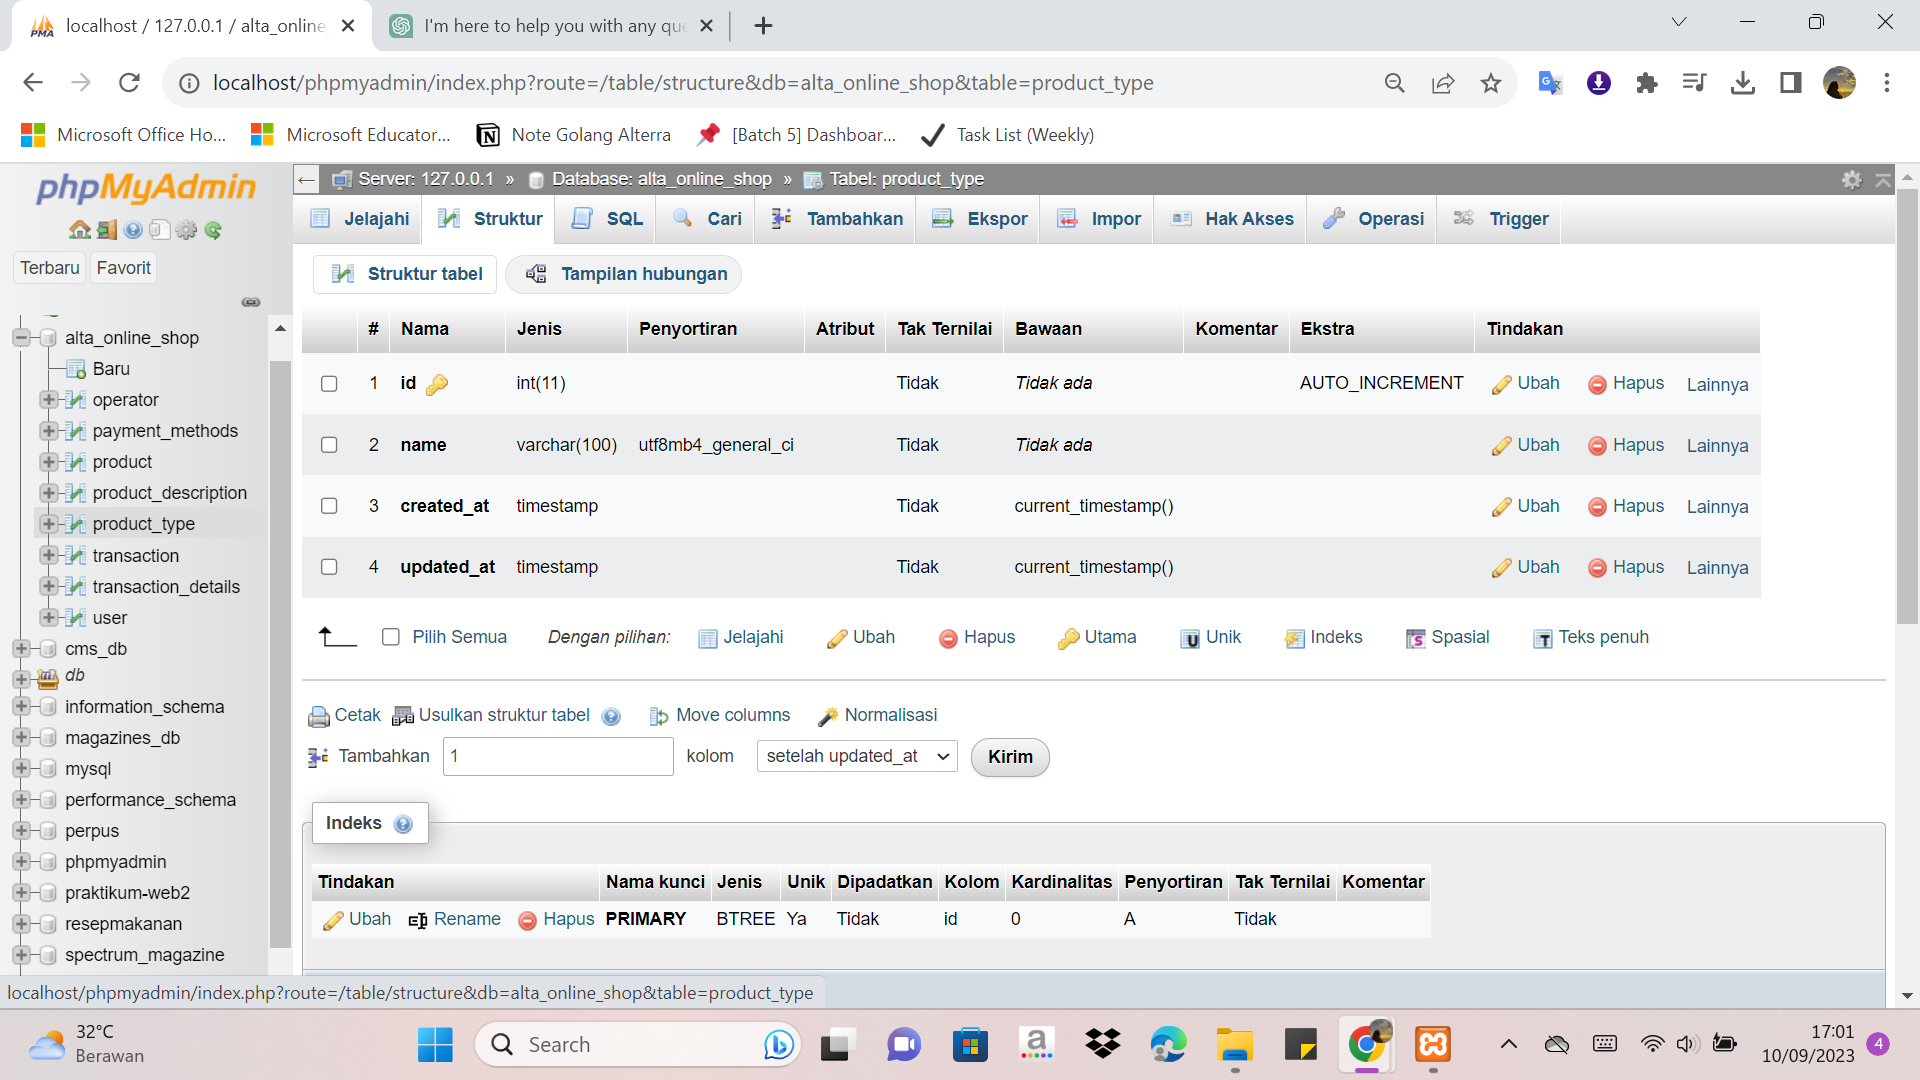 localhost / 127.0.0.1 / alta_online
I'm here to help you with any que
localhost/phpmyadmin/index.php?route=/table/structure&db=alta_online_shop&table=product_type
Microsoft Office Ho...
Microsoft Educator...
Note Golang Alterra
[Batch 5] Dashboar...
Task List (Weekly)
phpMyAdmin
Terbaru
Favorit
alta_online_shop
Baru
operator
payment_methods
product
product_description
product_type
transaction
transaction_details
user
cms_db
db
information_schema
magazines_db
mysql
performance_schema
perpus
phpmyadmin
praktikum-web2
resepmakanan
spectrum_magazine
Server: 127.0.0.1 » Database: alta_online_shop » Tabel: product_type
Jelajahi Struktur SQL Cari Tambahkan Ekspor Impor Hak Akses Operasi Trigger
Struktur tabel Tampilan hubungan
# Nama Jenis Penyortiran Atribut Tak Ternilai Bawaan Komentar Ekstra Tindakan
1 id int(11) Tidak Tidak ada AUTO_INCREMENT Ubah Hapus Lainnya
2 name varchar(100) utf8mb4_general_ci Tidak Tidak ada Ubah Hapus Lainnya
3 created_at timestamp Tidak current_timestamp() Ubah Hapus Lainnya
4 updated_at timestamp Tidak current_timestamp() Ubah Hapus Lainnya
Pilih Semua Dengan pilihan: Jelajahi Ubah Hapus Utama Unik Indeks Spasial Teks penuh
Cetak Usulkan struktur tabel Move columns Normalisasi
Tambahkan 1 kolom setelah updated_at Kirim
Indeks
Tindakan Nama kunci Jenis Unik Dipadatkan Kolom Kardinalitas Penyortiran Tak Ternilai Komentar
Ubah Rename Hapus PRIMARY BTREE Ya Tidak id 0 A Tidak
localhost/phpmyadmin/index.php?route=/table/structure&db=alta_online_shop&table=product_type
32°C
Berawan
Search
17:01
10/09/2023
4